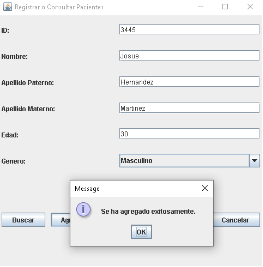 Registrar o Consultar Pacientes
ID:
3445
Nombre:
Josue
Apellido Paterno:
Hernandez
Apellido Materno:
Martinez
Edad:
30
Genero:
Masculino
Message
Se ha agregado exitosamente.
OK
Buscar
Ag
Cancelar